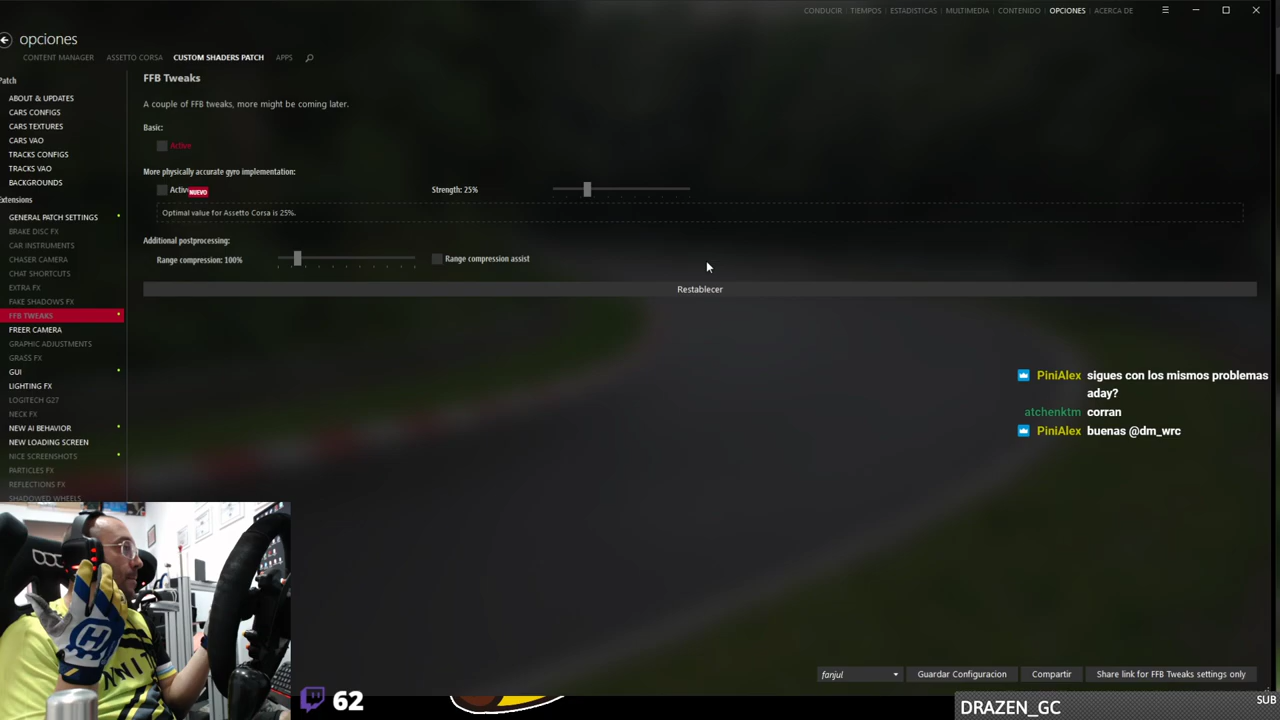 CONDUCIR | TIEMPOS | ESTADISTICAS | MULTIMEDIA | CONTENIDO | OPCIONES | ACERCA DE
opciones
CONTENT MANAGER ASSETTO CORSA CUSTOM SHADERS PATCH APPS
Patch
ABOUT & UPDATES
CARS CONFIGS
CARS TEXTURES
CARS VAO
TRACKS CONFIGS
TRACKS VAO
BACKGROUNDS
Extensions
GENERAL PATCH SETTINGS
BRAKE DISC FX
CAR INSTRUMENTS
CHASER CAMERA
CHAT SHORTCUTS
EXTRA FX
FAKE SHADOWS FX
FFB TWEAKS
FREER CAMERA
GRAPHIC ADJUSTMENTS
GRASS FX
GUI
LIGHTING FX
LOGITECH G27
NECK FX
NEW AI BEHAVIOR
NEW LOADING SCREEN
NICE SCREENSHOTS
PARTICLES FX
REFLECTIONS FX
SHADOWED WHEELS
FFB Tweaks
A couple of FFB tweaks, more might be coming later.
Basic:
Active
More physically accurate gyro implementation:
Active NUEVO Strength: 25%
Optimal value for Assetto Corsa is 25%.
Additional postprocessing:
Range compression: 100% Range compression assist
Restablecer
PiniAlex sigues con los mismos problemas
aday?
atchenktm corran
PiniAlex buenas @dm_wrc
fanjul Guardar Configuracion Compartir Share link for FFB Tweaks settings only
62
DRAZEN_GC
SUB